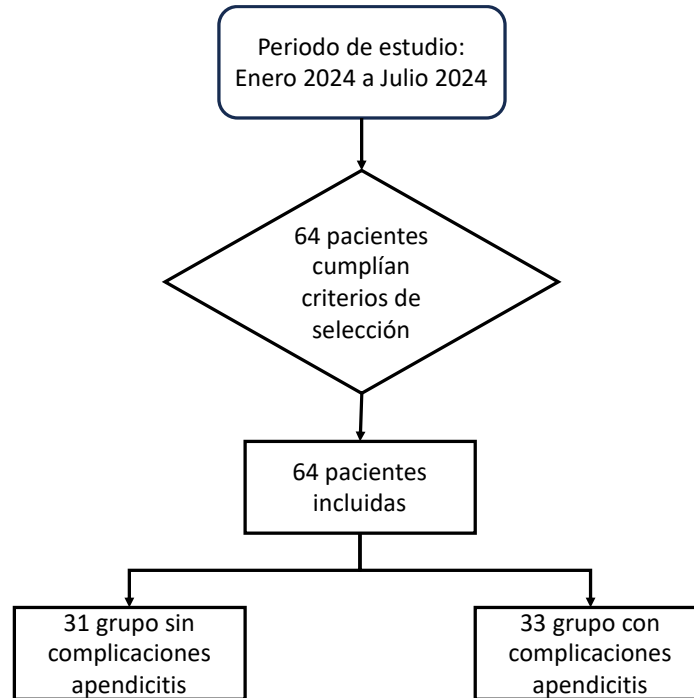 Periodo de estudio:
Enero 2024 a Julio 2024
64 pacientes
cumplían
criterios de
selección
64 pacientes
incluidas
31 grupo sin
complicaciones
apendicitis
33 grupo con
complicaciones
apendicitis